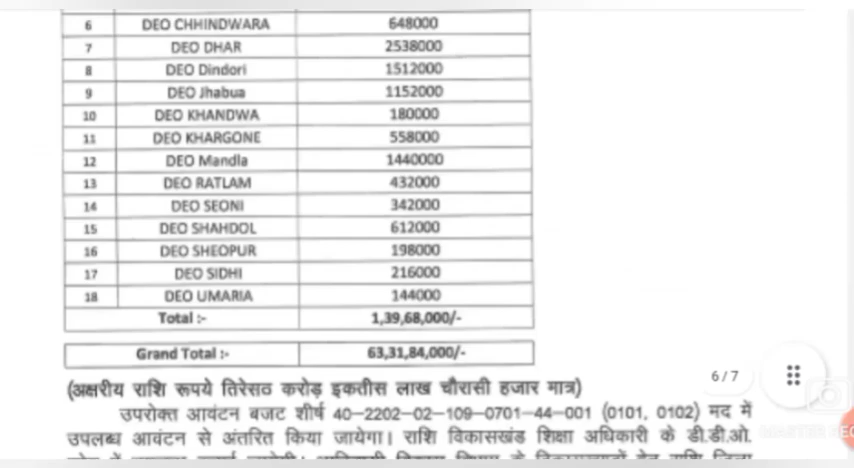 6 DEO CHHINDWARA 648000
7 DEO DHAR 2538000
8 DEO Dindori 1512000
9 DEO Jhabua 1152000
10 DEO KHANDWA 180000
11 DEO KHARGONE 558000
12 DEO Mandla 1440000
13 DEO RATLAM 432000
14 DEO SEONI 342000
15 DEO SHAHDOL 612000
16 DEO SHEOPUR 198000
17 DEO SIDHI 216000
18 DEO UMARIA 144000
Total :- 1,39,68,000/-
Grand Total :- 63,31,84,000/-
6/7
(अक्षरीय राशि रूपये तिरेसठ करोड़ इकतीस लाख चौरासी हजार मात्र)
उपरोक्त आवंटन बजट शीर्ष 40-2202-02-109-0701-44-001 (0101, 0102) मद में
उपलब्ध आवंटन से अंतरित किया जायेगा। राशि विकासखंड शिक्षा अधिकारी के डी.डी.ओ.